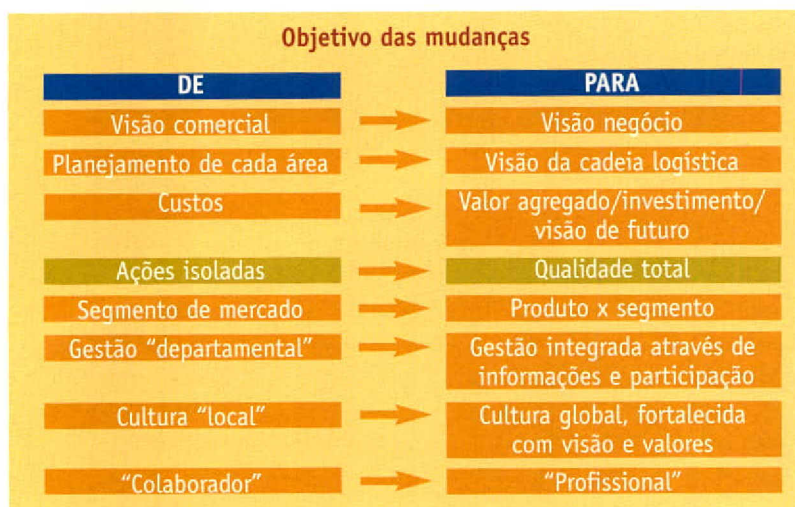 Objetivo das mudanças
DE
PARA
Visão comercial
Visão negócio
Planejamento de cada área
Visão da cadeia logística
Custos
Valor agregado/investimento/
visão de futuro
Ações isoladas
Qualidade total
Segmento de mercado
Produto x segmento
Gestão “departamental”
Gestão integrada através de
informações e participação
Cultura “local”
Cultura global, fortalecida
com visão e valores
“Colaborador”
“Profissional”